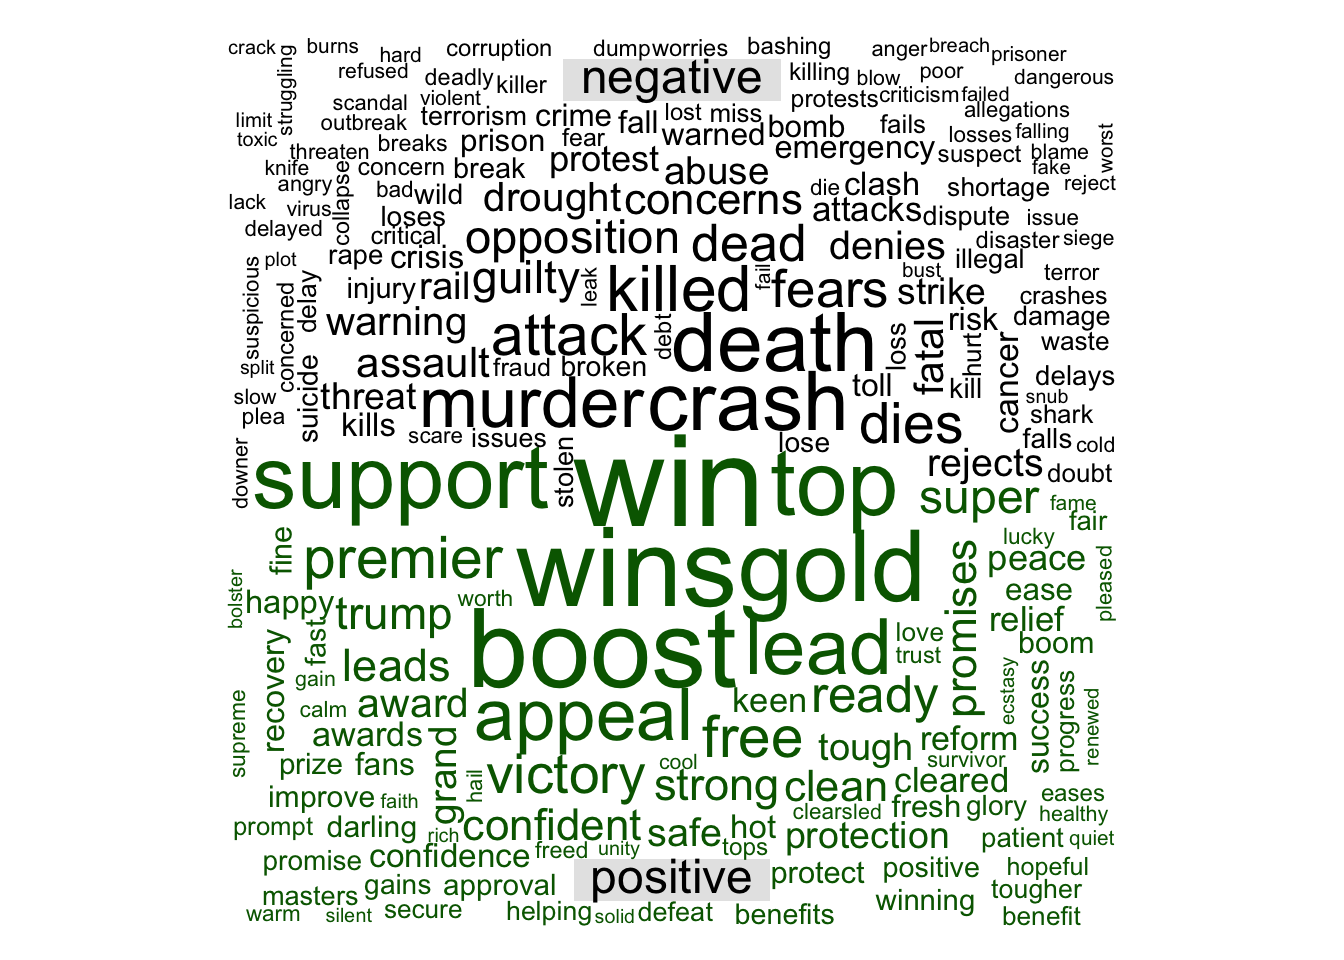 crack burns hard corruption dump worries bashing anger breach prisoner
struggling refused deadly killer negative killing blow poor dangerous
scandal violent protests criticism failed allegations
limit outbreak terrorism crime fall lost miss warned bomb fails losses falling worst
toxic threaten breaks prison fear protest emergency suspect blame
knife concern break abuse fake reject
angry collapse bad wild drought concerns die clash shortage
lack virus loses attacks dispute issue
delayed critical opposition dead denies disaster siege
suspicious plot rape crisis guilty leak killed fail fears bust illegal terror
concerned delay injury rail strike crashes
warning attack debt death loss fatal risk hurt damage
split suicide assault fraud broken waste
slow threat murder crash toll kill cancer delays snub
plea kills scare issues dies shark
downer stolen lose falls cold
support win top rejects doubt
super fame
fine fair
premier wins gold promises lucky peace pleased
bolster happy trump worth ease
recovery fast boost lead love relief
leads trust boom
gain ecstasy success progress renewed
supreme calm award appeal keen ready
awards grand free tough reform
prize fans hail victory cool strong clean cleared survivor
improve faith clears led fresh glory eases healthy
prompt darling rich confident safe hot protection patient quiet
promise confidence freed unity tops
masters gains approval positive protect positive hopeful
tougher
warm silent secure helping solid defeat benefits winning benefit